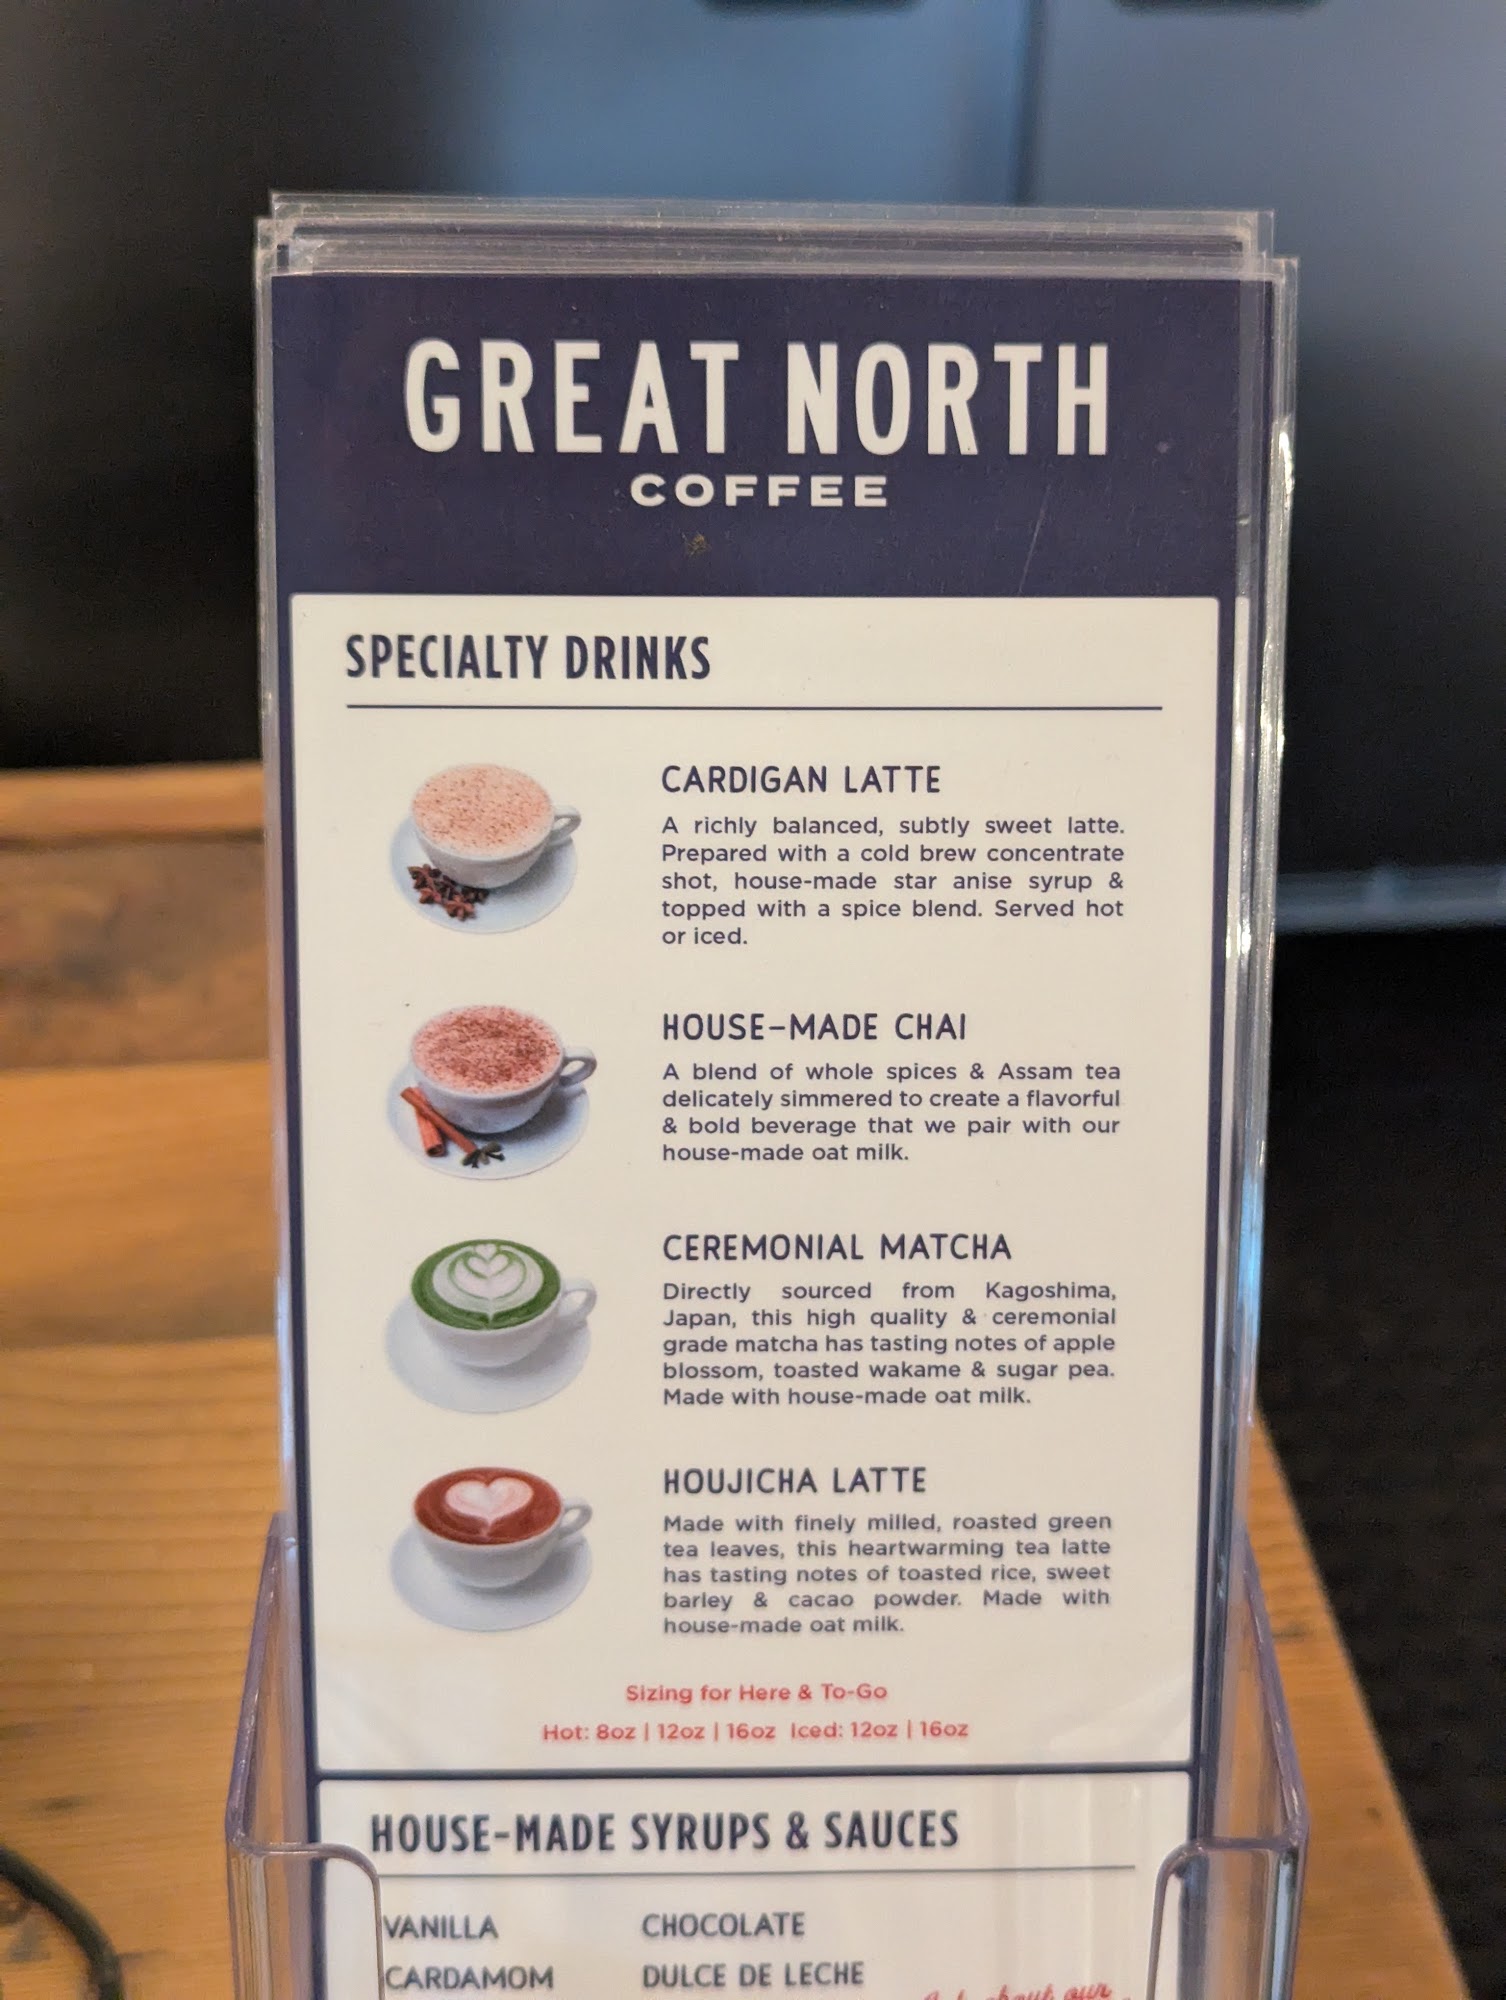 GREAT NORTH
COFFEE
SPECIALTY DRINKS
CARDIGAN LATTE
A richly balanced, subtly sweet latte.
Prepared with a cold brew concentrate
shot, house-made star anise syrup &
topped with a spice blend. Served hot
or iced.
HOUSE-MADE CHAI
A blend of whole spices & Assam tea
delicately simmered to create a flavorful
& bold beverage that we pair with our
house-made oat milk.
CEREMONIAL MATCHA
Directly sourced from Kagoshima,
Japan, this high quality & ceremonial
grade matcha has tasting notes of apple
blossom, toasted wakame & sugar pea.
Made with house-made oat milk.
HOUJICHA LATTE
Made with finely milled, roasted green
tea leaves, this heartwarming tea latte
has tasting notes of toasted rice, sweet
barley & cacao powder. Made with
house-made oat milk.
Sizing for Here & To-Go
Hot: 8oz | 12oz | 16oz Iced: 12oz | 16oz
HOUSE-MADE SYRUPS & SAUCES
VANILLA
CHOCOLATE
CARDAMOM
DULCE DE LECHE
about our